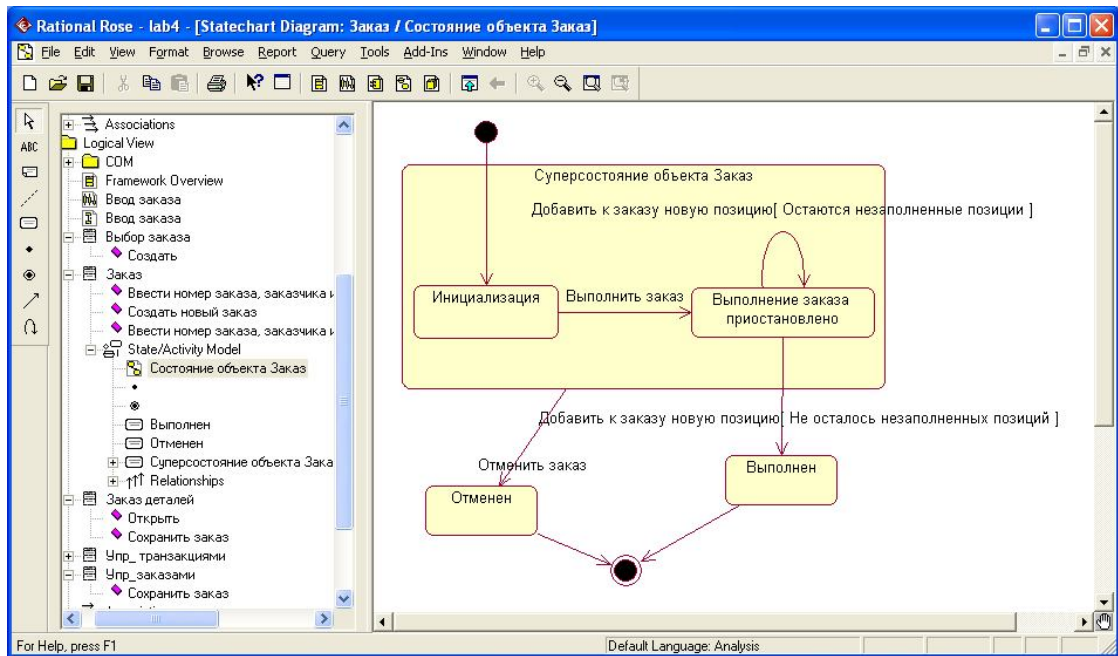 Rational Rose - lab4 - [Statechart Diagram: Заказ / Состояние объекта Заказ]
File Edit View Format Browse Report Query Tools Add-Ins Window Help
ABC
Associations
Logical View
COM
Framework Overview
Ввод заказа
Ввод заказа
Выбор заказа
Создать
Заказ
Ввести номер заказа, заказчика и
Создать новый заказ
Ввести номер заказа, заказчика и
State/Activity Model
Состояние объекта Заказ
Выполнен
Отменен
Суперсостояние объекта Зака
Relationships
Заказ деталей
Открыть
Сохранить заказ
Упр_транзакциями
Упр_заказами
Сохранить заказ
Суперсостояние объекта Заказ
Добавить к заказу новую позицию[ Остаются незаполненные позиции ]
Инициализация
Выполнить заказ
Выполнение заказа
приостановлено
Добавить к заказу новую позицию[ Не осталось незаполненных позиций ]
Отменить заказ
Выполнен
Отменен
For Help, press F1
Default Language: Analysis